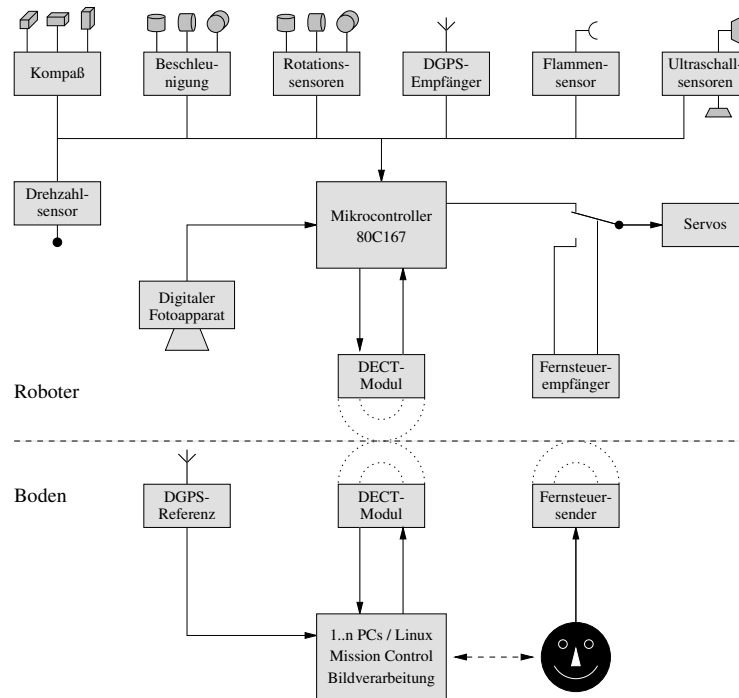 Kompaß
Beschleu-
nigung
Rotations-
sensoren
DGPS-
Empfänger
Flammen-
sensor
Ultraschall-
sensoren
Drehzahl-
sensor
Mikrocontroller
80C167
Servos
Digitaler
Fotoapparat
DECT-
Modul
Fernsteuer-
empfänger
Roboter
Boden
DGPS-
Referenz
DECT-
Modul
Fernsteuer-
sender
1..n PCs / Linux
Mission Control
Bildverarbeitung